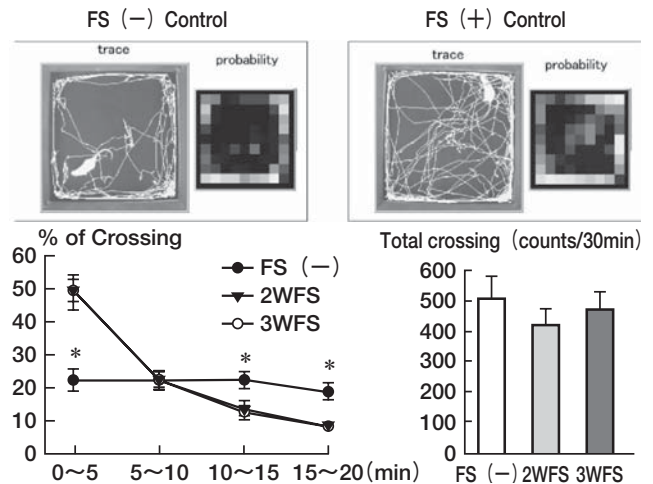 FS (−) Control
trace
probability
FS (+) Control
trace
probability
% of Crossing
60
50
40
30
20
10
0
FS (−)
2WFS
3WFS
*
*
*
0～5
5～10
10～15
15～20(min)
Total crossing (counts/30min)
600
500
400
300
200
100
0
FS (−)
2WFS
3WFS